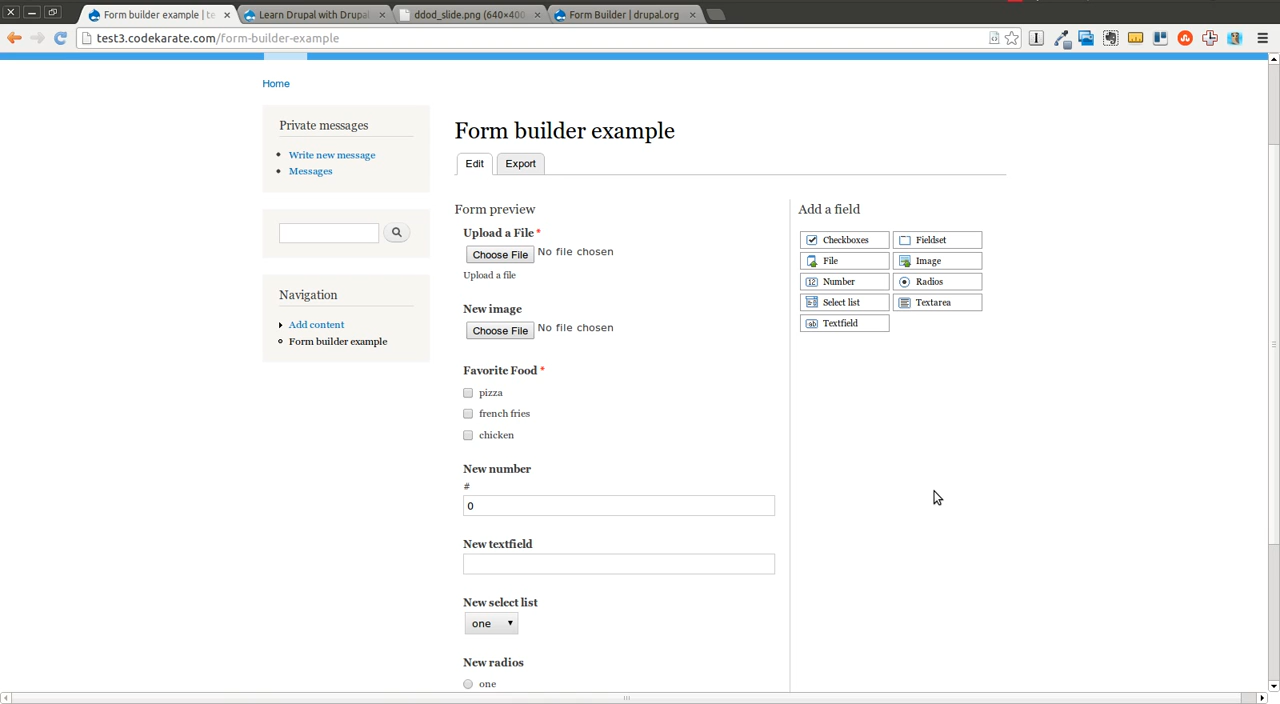 Form builder example | te
Learn Drupal with Drupal
ddod_slide.png (640×400
Form Builder | drupal.org
test3.codekarate.com/form-builder-example
Home
Private messages
Write new message
Messages
Navigation
Add content
Form builder example
Form builder example
Edit Export
Form preview
Upload a File *
Choose File No file chosen
Upload a file
New image
Choose File No file chosen
Favorite Food *
pizza
french fries
chicken
New number
#
0
New textfield
New select list
one
New radios
one
Add a field
Checkboxes Fieldset
File Image
Number Radios
Select list Textarea
Textfield